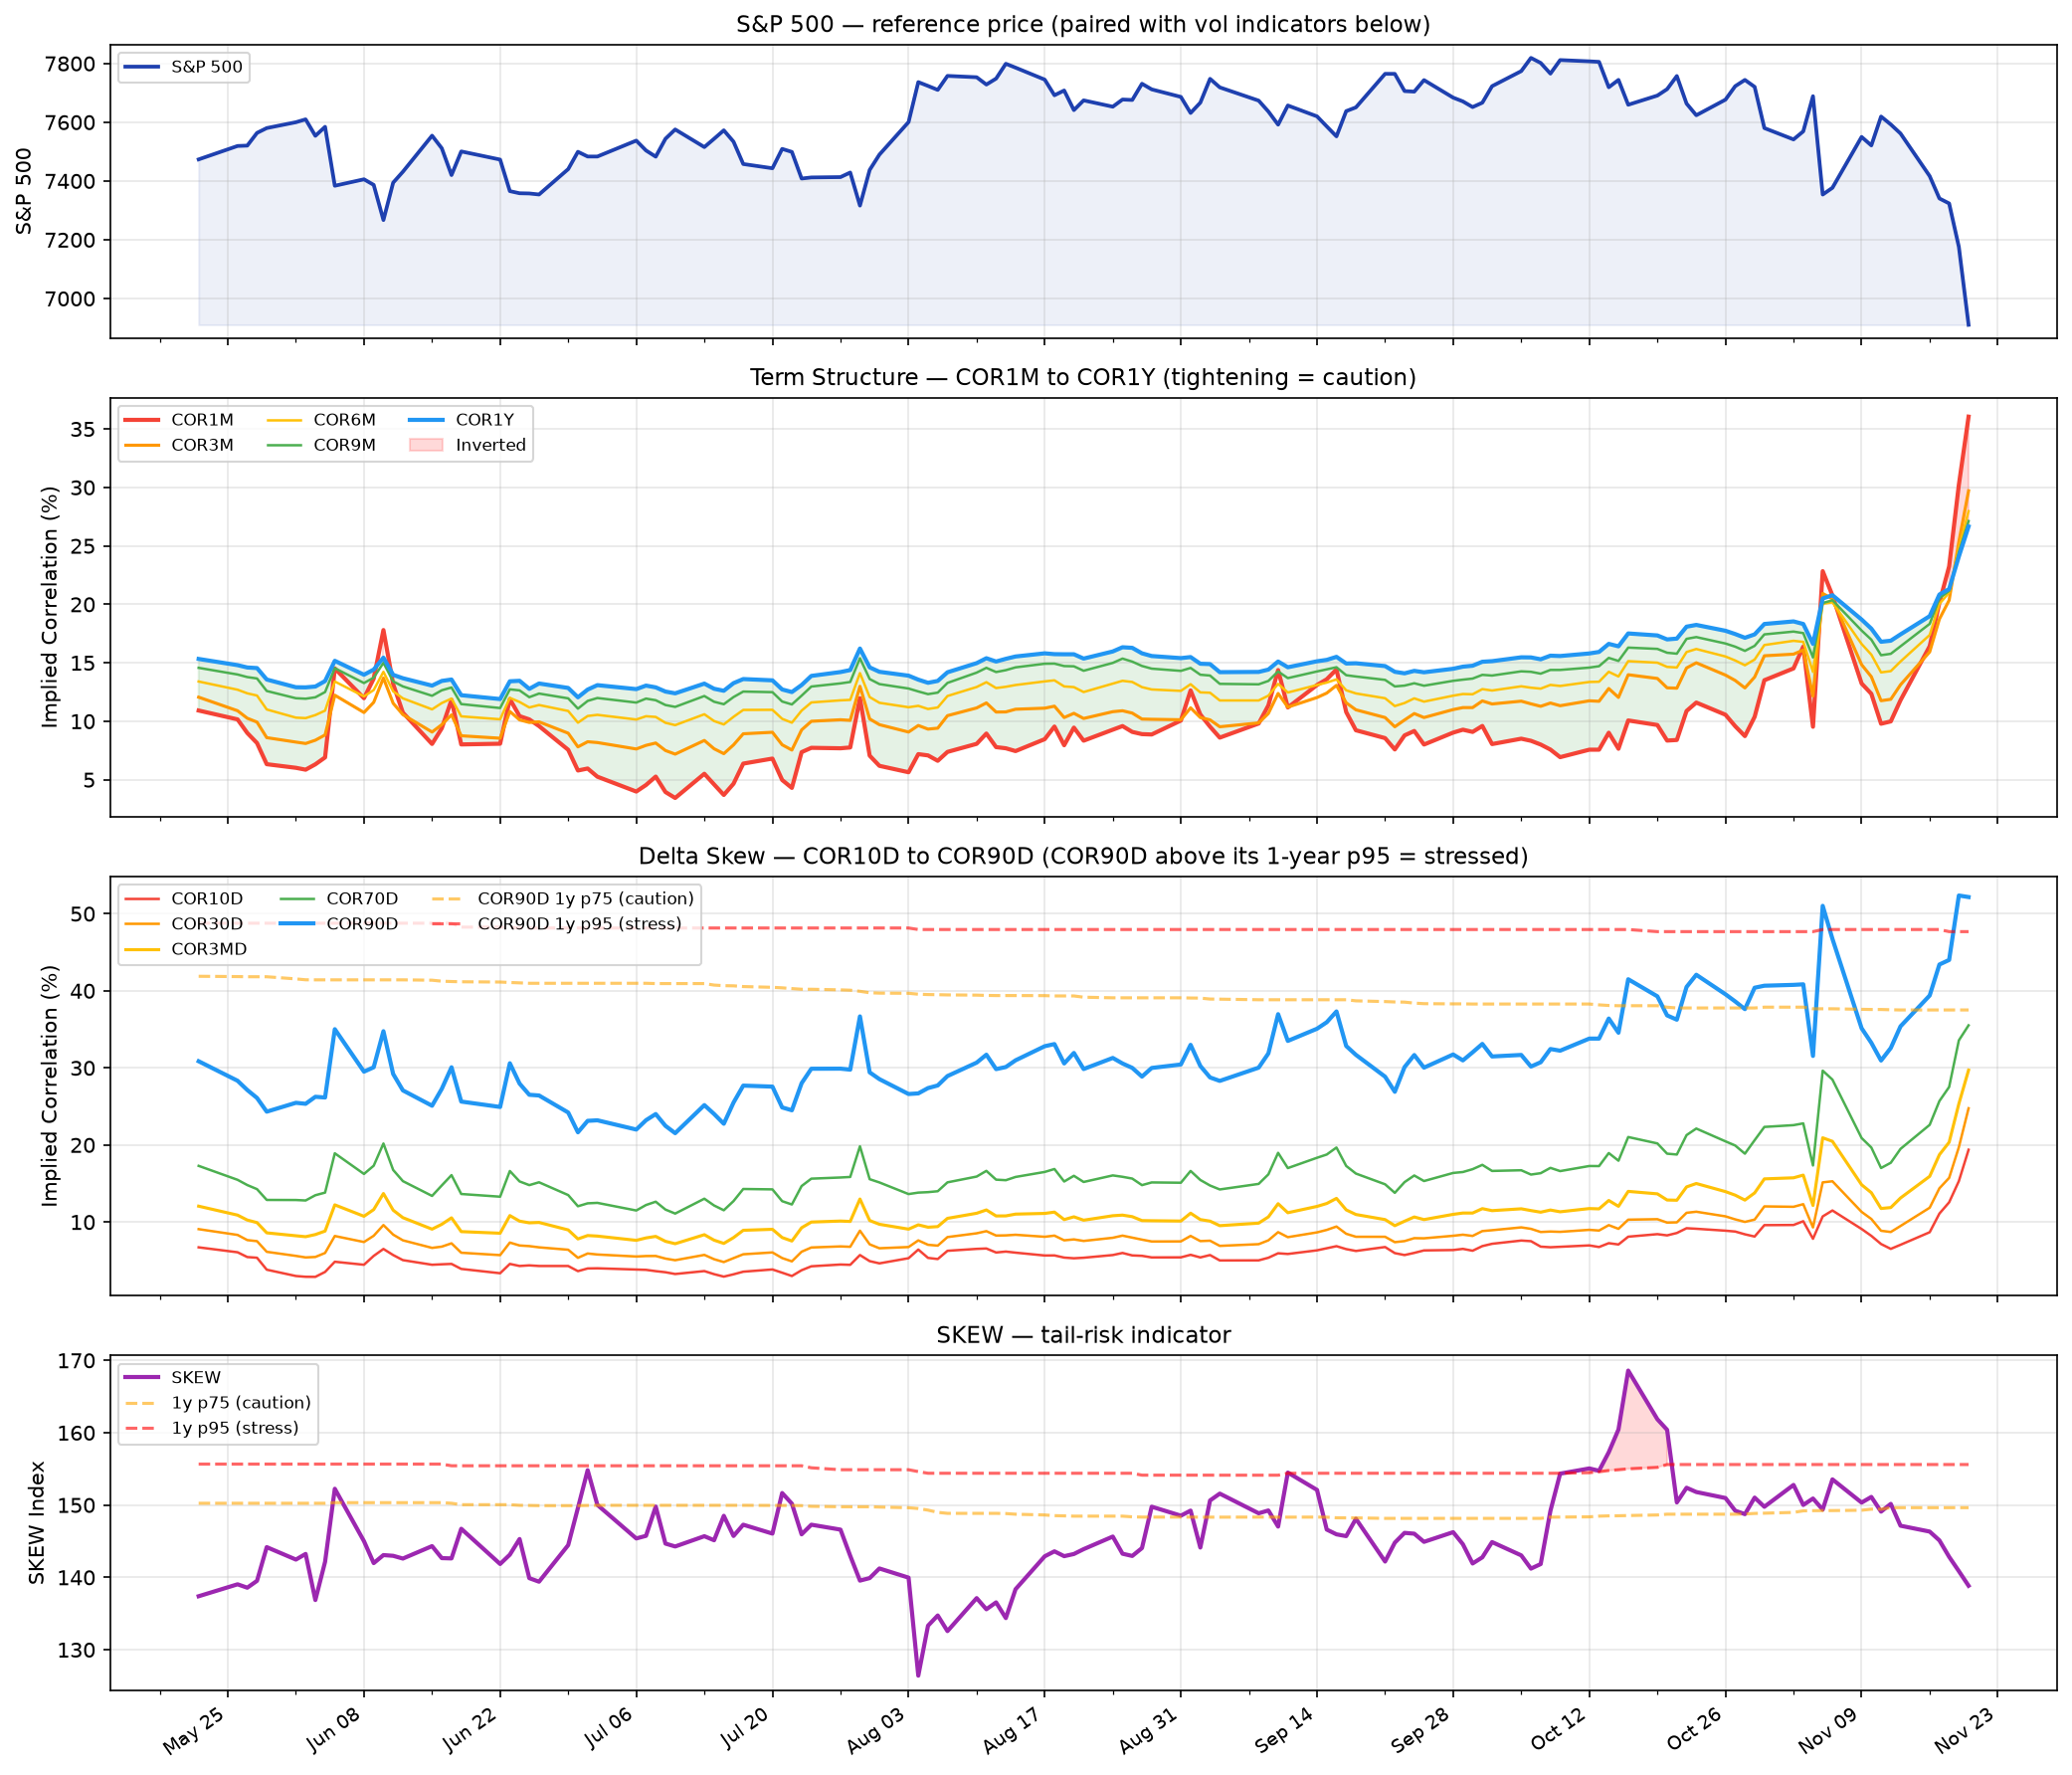 S&P 500 — reference price (paired with vol indicators below)
S&P 500
S&P 500
7800
7600
7400
7200
7000
Term Structure — COR1M to COR1Y (tightening = caution)
COR1M COR6M COR1Y
COR3M COR9M Inverted
Implied Correlation (%)
35
30
25
20
15
10
5
Delta Skew — COR10D to COR90D (COR90D above its 1-year p95 = stressed)
COR10D COR70D COR90D 1y p75 (caution)
COR30D COR90D COR90D 1y p95 (stress)
COR3MD
Implied Correlation (%)
50
40
30
20
10
SKEW — tail-risk indicator
SKEW
1y p75 (caution)
1y p95 (stress)
SKEW Index
170
160
150
140
130
May 25 Jun 08 Jun 22 Jul 06 Jul 20 Aug 03 Aug 17 Aug 31 Sep 14 Sep 28 Oct 12 Oct 26 Nov 09 Nov 23